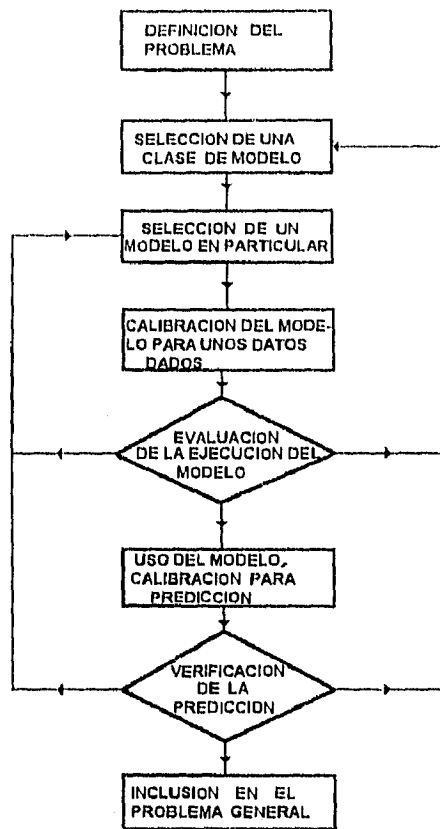 DEFINICION DEL
PROBLEMA
SELECCION DE UNA
CLASE DE MODELO
SELECCION DE UN
MODELO EN PARTICULAR
CALIBRACION DEL MODE-
LO PARA UNOS DATOS
DADOS
EVALUACION
DE LA EJECUCION DEL
MODELO
USO DEL MODELO,
CALIBRACION PARA
PREDICCION
VERIFICACION
DE LA
PREDICCION
INCLUSION EN EL
PROBLEMA GENERAL